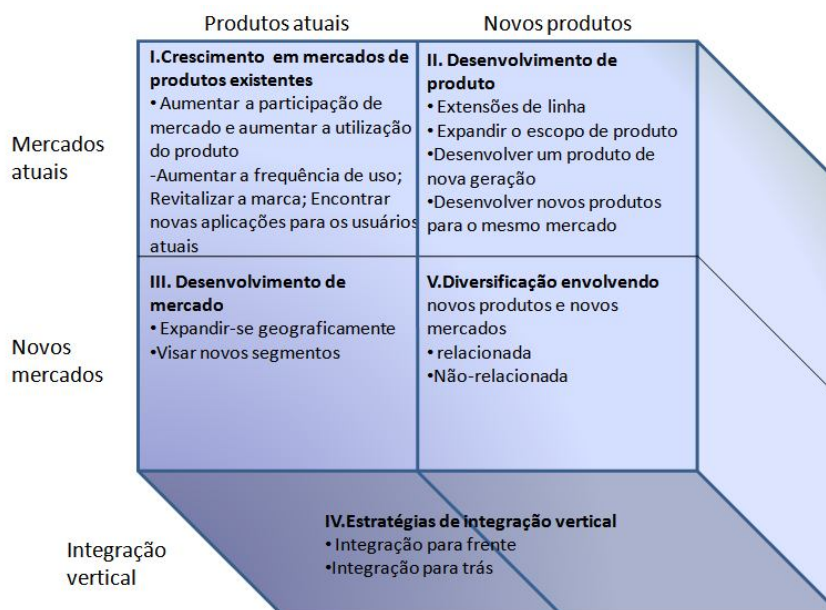 Produtos atuais
Novos produtos
Mercados
atuais
I.Crescimento em mercados de
produtos existentes
• Aumentar a participação de
mercado e aumentar a utilização
do produto
-Aumentar a frequência de uso;
Revitalizar a marca; Encontrar
novas aplicações para os usuários
atuais
II. Desenvolvimento de
produto
• Extensões de linha
• Expandir o escopo de produto
•Desenvolver um produto de
nova geração
•Desenvolver novos produtos
para o mesmo mercado
Novos
mercados
III. Desenvolvimento de
mercado
• Expandir-se geograficamente
•Visar novos segmentos
V.Diversificação envolvendo
novos produtos e novos
mercados
• relacionada
•Não-relacionada
Integração
vertical
IV.Estratégias de integração vertical
• Integração para frente
•Integração para trás